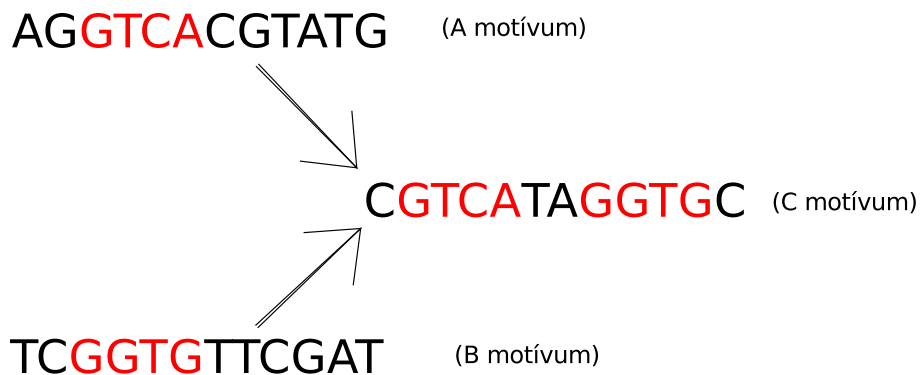 AGGTCACGTATG (A motívum)
CGTCATAGGTGC (C motívum)
TCGGTGTTCGAT (B motívum)